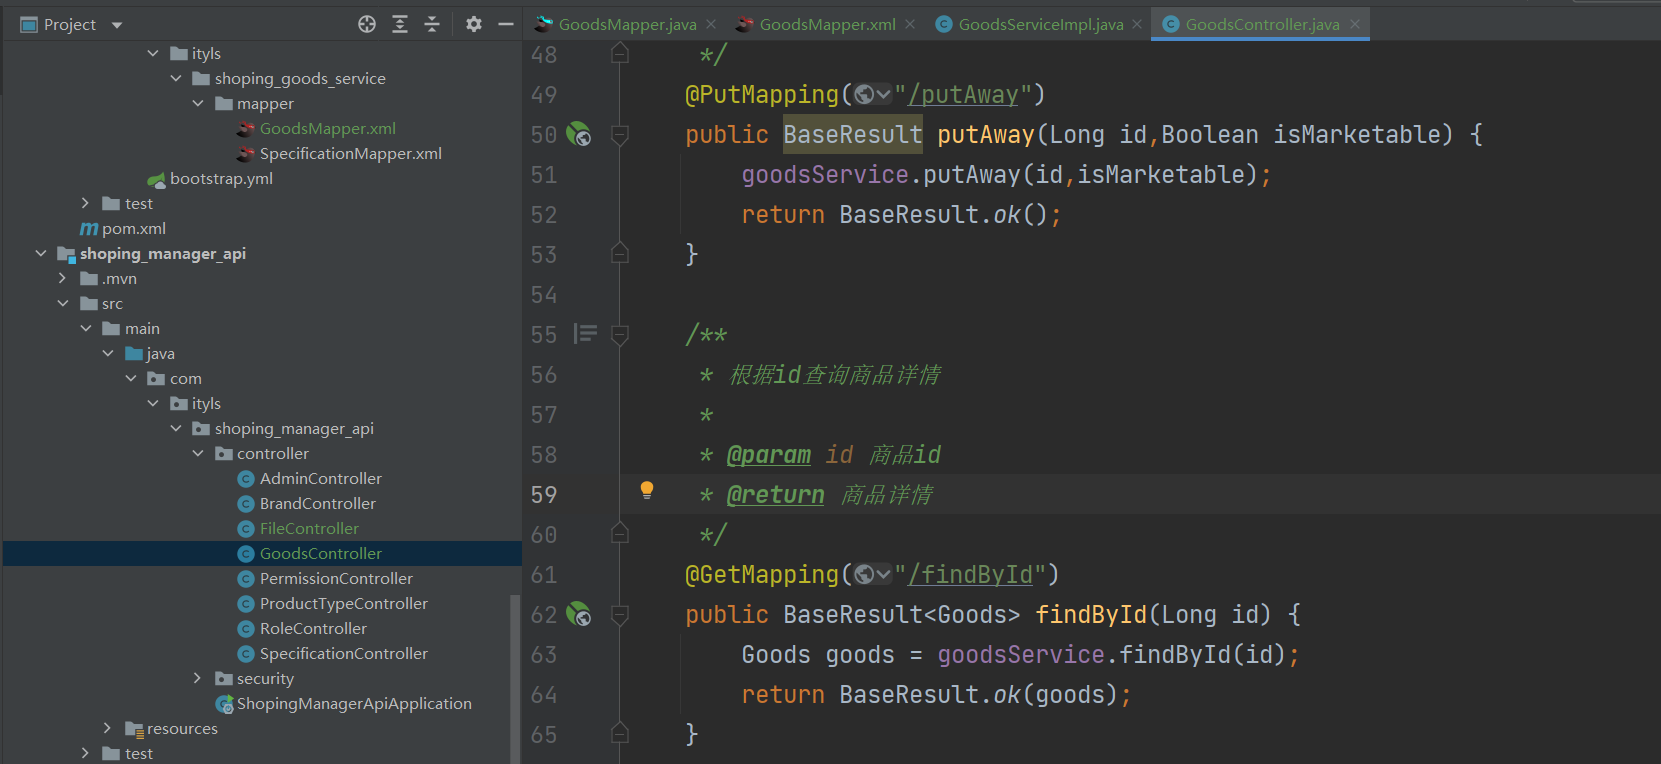 Project
ityls
shoping_goods_service
mapper
GoodsMapper.xml
SpecificationMapper.xml
bootstrap.yml
test
pom.xml
shoping_manager_api
.mvn
src
main
java
com
ityls
shoping_manager_api
controller
AdminController
BrandController
FileController
GoodsController
PermissionController
ProductTypeController
RoleController
SpecificationController
security
ShopingManagerApiApplication
resources
test
GoodsMapper.java GoodsMapper.xml GoodsServiceImpl.java GoodsController.java
48 */
49 @PutMapping("/putAway")
50 public BaseResult putAway(Long id,Boolean isMarketable) {
51 goodsService.putAway(id,isMarketable);
52 return BaseResult.ok();
53 }
54
55 /**
56 * 根据id查询商品详情
57 *
58 * @param id 商品id
59 * @return 商品详情
60 */
61 @GetMapping("/findById")
62 public BaseResult<Goods> findById(Long id) {
63 Goods goods = goodsService.findById(id);
64 return BaseResult.ok(goods);
65 }